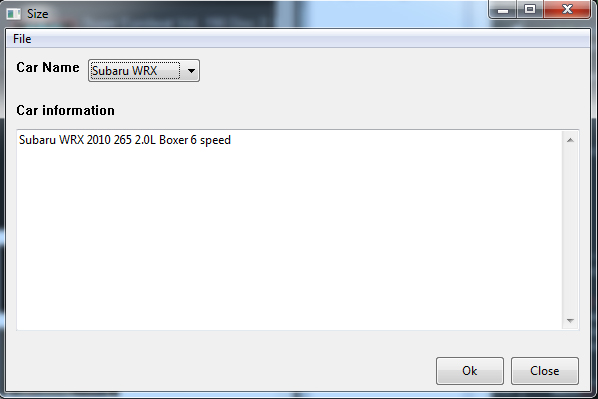 Size
File
Car Name Subaru WRX
Car information
Subaru WRX 2010 265 2.0L Boxer 6 speed
Ok Close